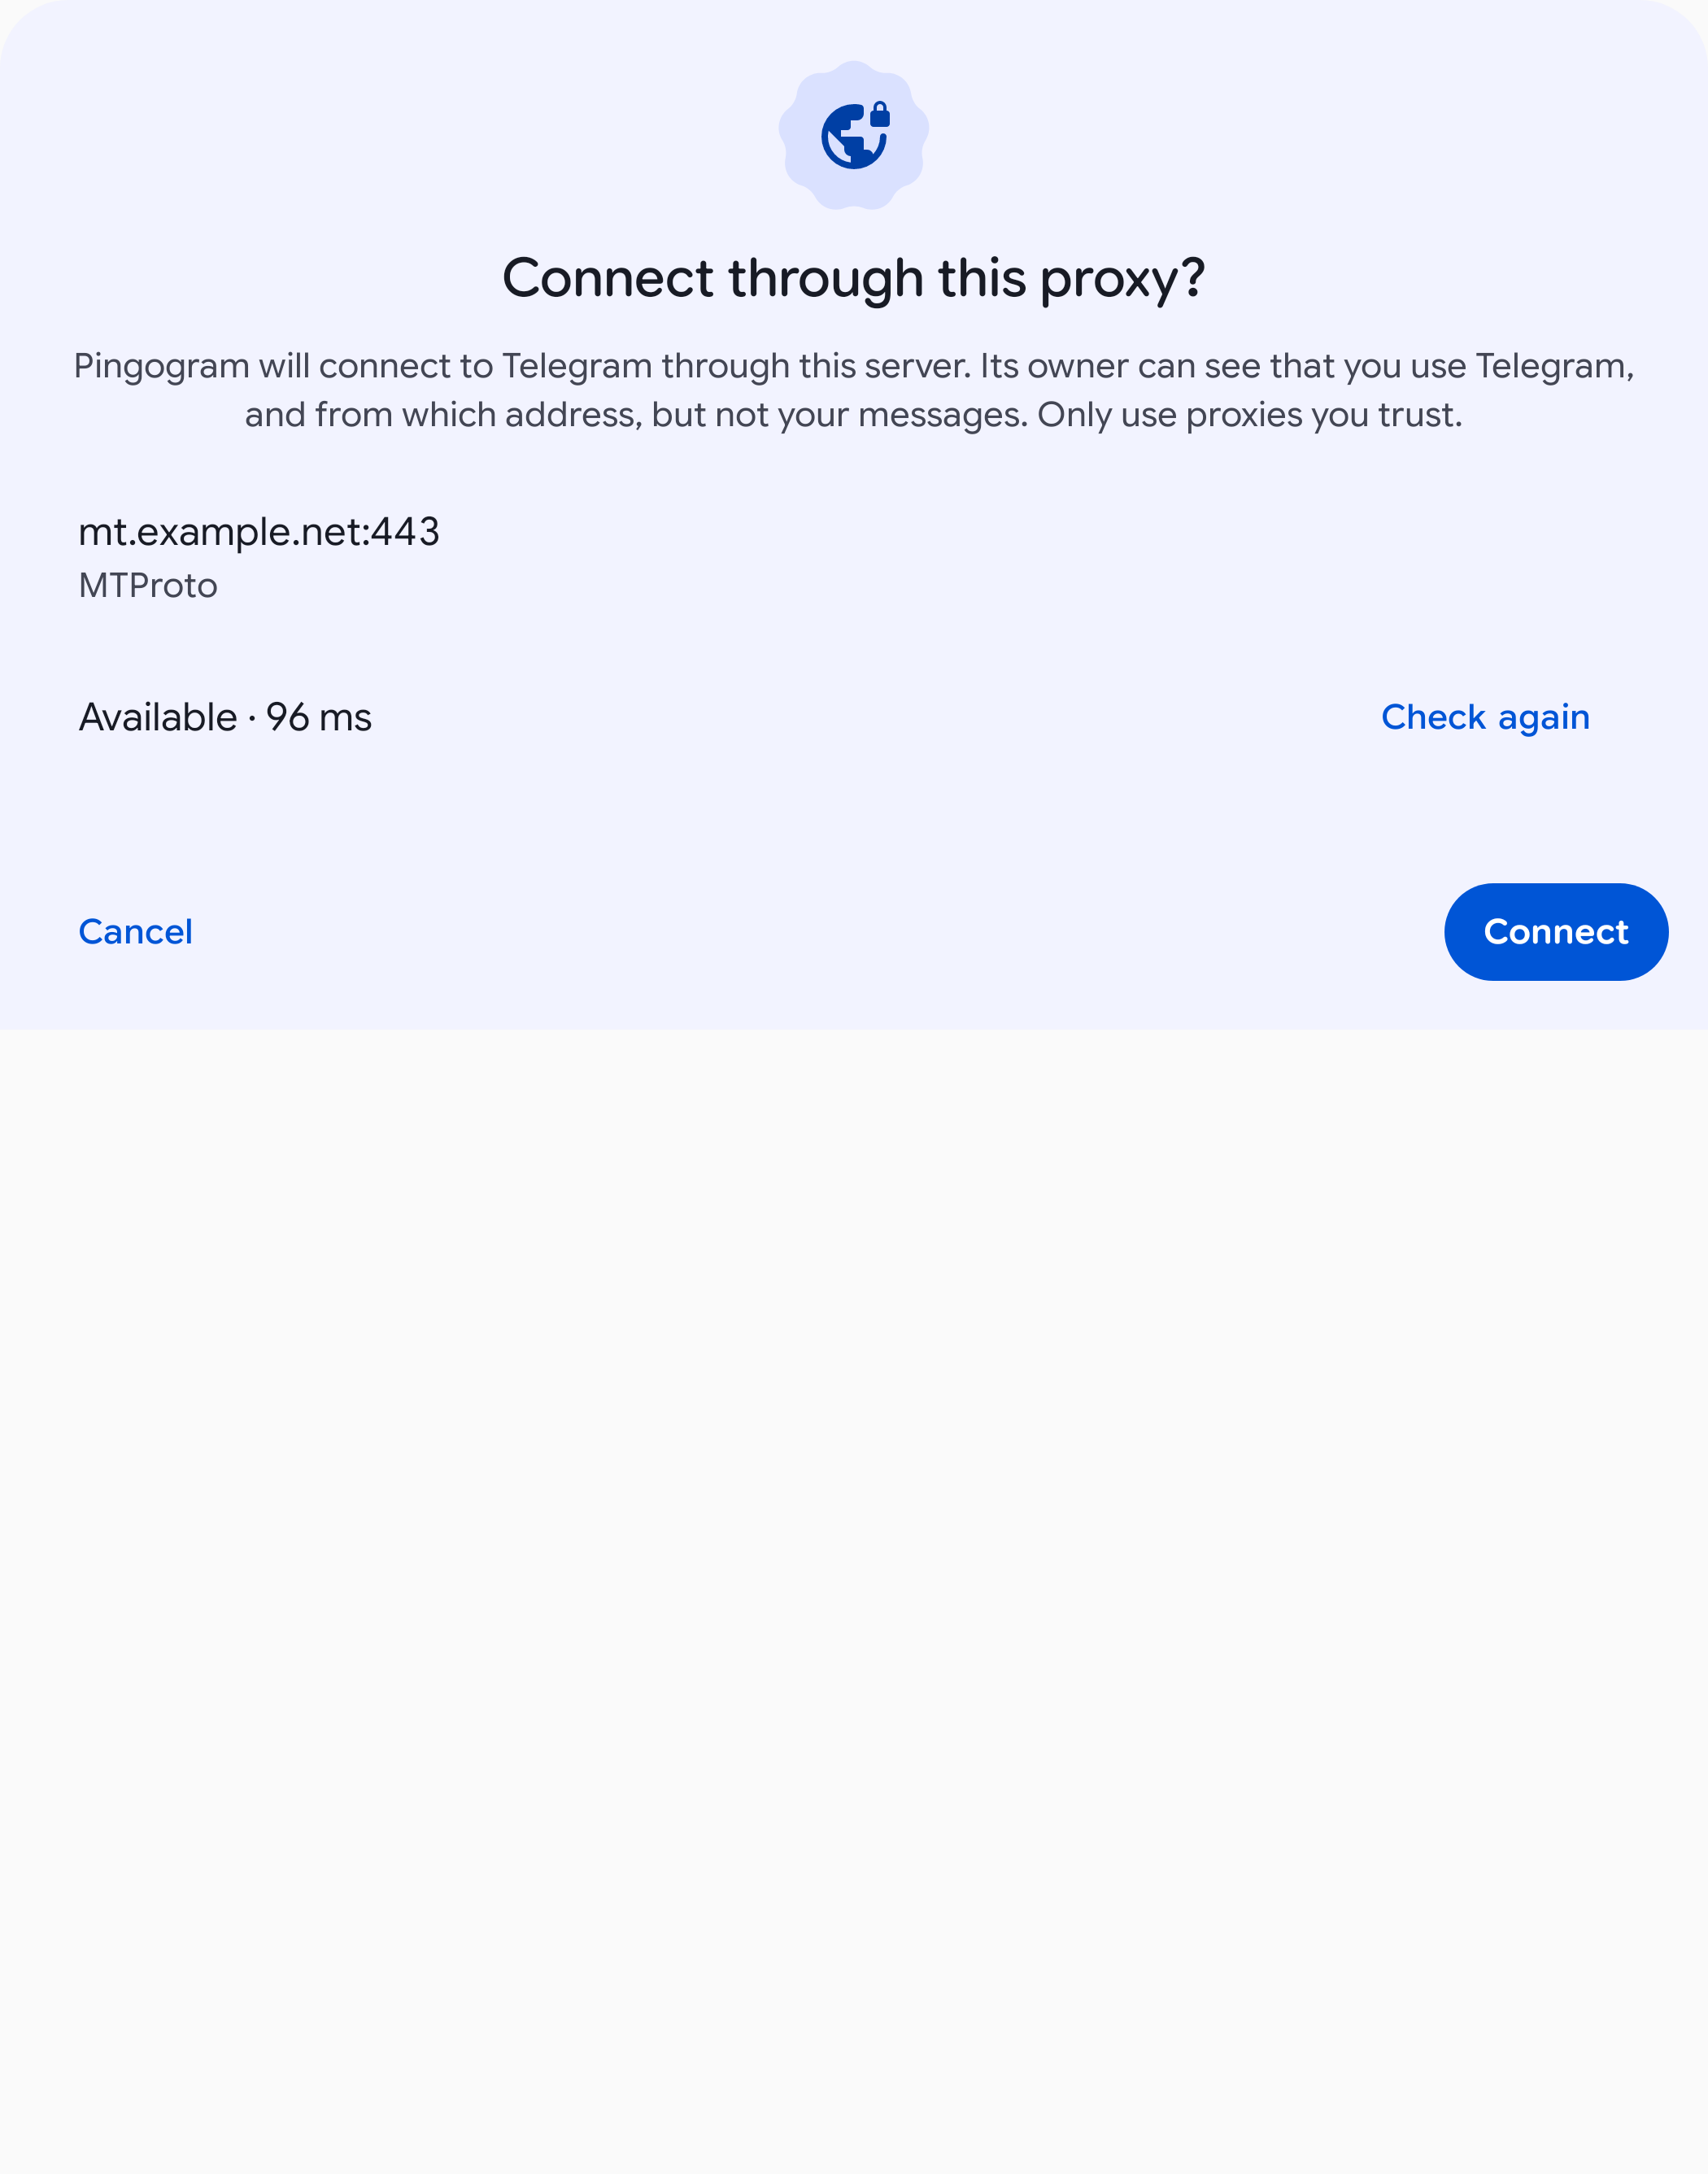 Connect through this proxy?
Pingogram will connect to Telegram through this server. Its owner can see that you use Telegram,
and from which address, but not your messages. Only use proxies you trust.
mt.example.net:443
MTProto
Available · 96 ms
Check again
Cancel
Connect